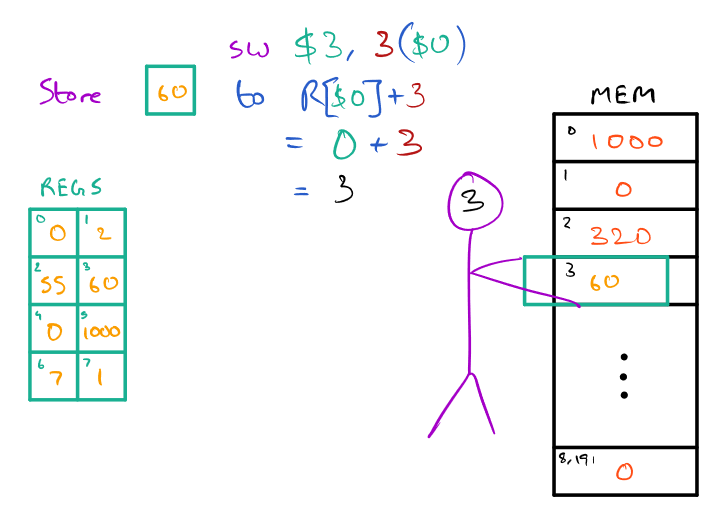 sw $3, 3($0)
Store 60 to R[$0]+3
= 0 + 3
= 3
REGS
0 0 1 2
2 55 3 60
4 0 5 1000
6 7 7 1
3
MEM
0 1000
1 0
2 320
3 60
8,191 0